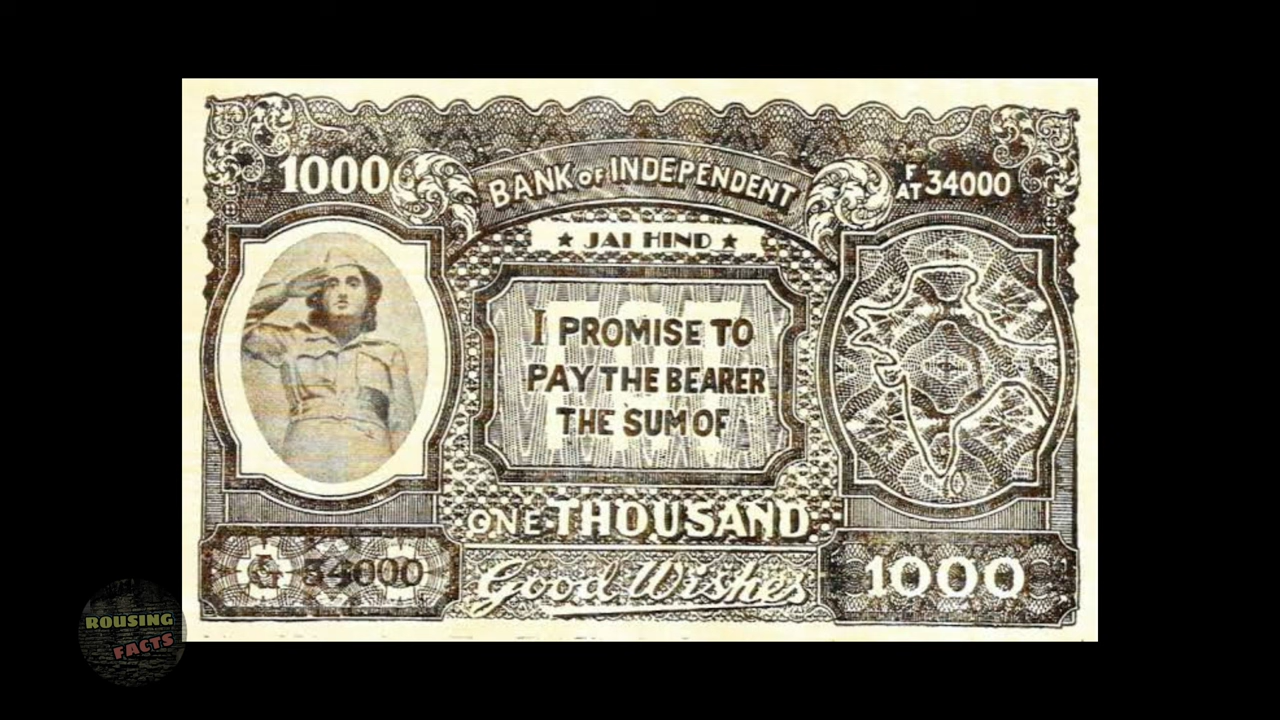 1000
BANK OF INDEPENDENT
F
AT 34000
★ JAI HIND ★
I PROMISE TO
PAY THE BEARER
THE SUM OF
ONE THOUSAND
34000
Good Wishes
1000
ROUSING
FACTS